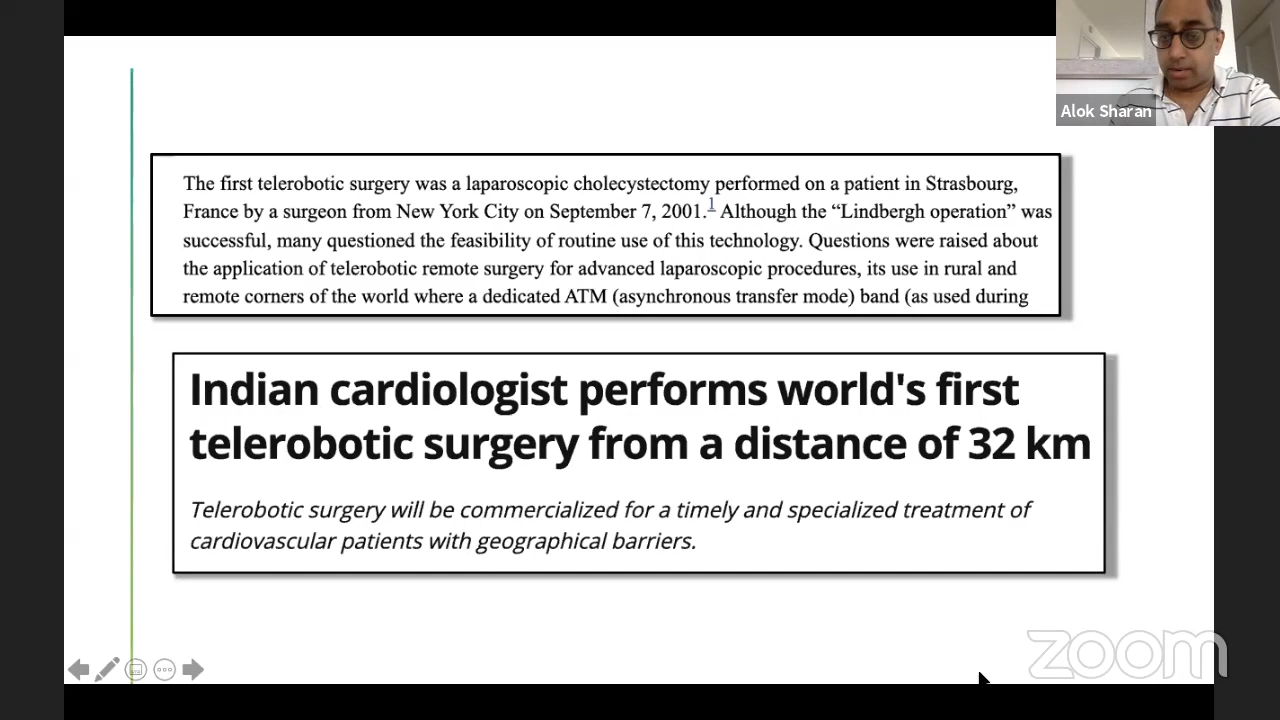 Alok Sharan
The first telerobotic surgery was a laparoscopic cholecystectomy performed on a patient in Strasbourg,
France by a surgeon from New York City on September 7, 2001.1 Although the “Lindbergh operation” was
successful, many questioned the feasibility of routine use of this technology. Questions were raised about
the application of telerobotic remote surgery for advanced laparoscopic procedures, its use in rural and
remote corners of the world where a dedicated ATM (asynchronous transfer mode) band (as used during
Indian cardiologist performs world's first
telerobotic surgery from a distance of 32 km
Telerobotic surgery will be commercialized for a timely and specialized treatment of
cardiovascular patients with geographical barriers.
zoom